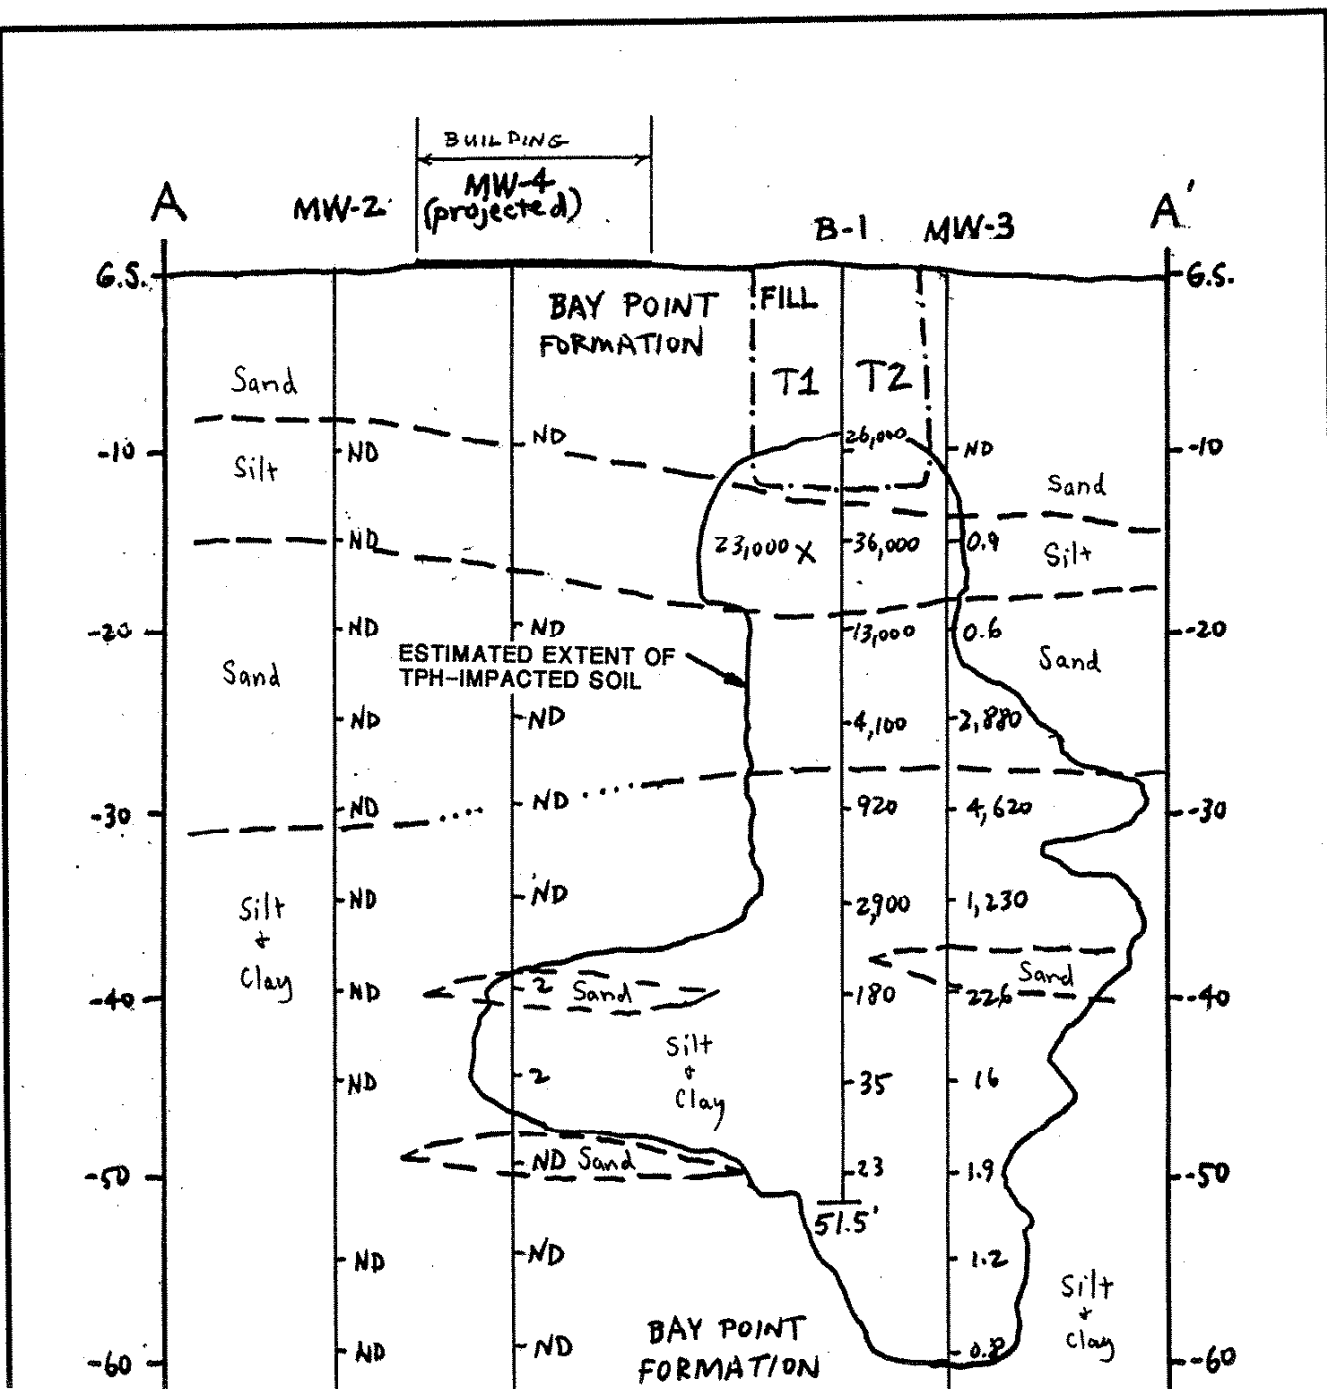 BUILDING
A
MW-2
MW-4
(projected)
B-1
MW-3
A'
G.S.
G.S.
BAY POINT
FORMATION
FILL
T1
T2
Sand
ND
26,000
-10
ND
ND
-10
Silt
Sand
ND
23,000 X
36,000
0.9
Silt
-20
ND
ND
13,000
0.6
-20
ESTIMATED EXTENT OF
TPH-IMPACTED SOIL
Sand
Sand
ND
ND
4,100
2,880
-30
ND
ND
920
4,620
-30
Silt
+
Clay
ND
ND
2,900
1,230
-40
ND
2
Sand
180
Sand
226
-40
Silt
+
Clay
ND
2
35
16
-50
ND
Sand
23
1.9
-50
51.5'
ND
ND
1.2
Silt
+
Clay
BAY POINT
FORMATION
-60
ND
ND
0.8
-60